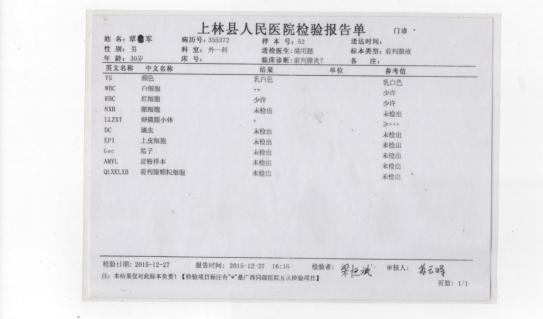 上林县人民医院检验报告单 门诊
姓 名: 覃 军 病历号: 355372 样 本 号: 52 送达时间:
性 别: 男 科 室: 外一科 送检医生: 梁用聪 标本类型: 前列腺液
年 龄: 30岁 床 号: 临床诊断: 前列腺炎? 备 注:
英文名称 中文名称 结果 单位 参考值
YS 颜色 乳白色 乳白色
WBC 白细胞 ++ 少许
RBC 红细胞 少许 未检出
NXB 脓细胞 未检出 未检出
LLZXT 卵磷脂小体 +
DC 滴虫 未检出 未检出
EPI 上皮细胞 未检出 未检出
Goc 结子 未检出 未检出
AMYL 淀粉样本 未检出 未检出
QLXKLXB 前列腺颗粒细胞 未检出 未检出
检验日期: 2015-12-27 报告时间: 2015-12-27 16:15 检验者: 审核人:
注: 本结果仅对此标本负责! 【检验项目标注有"*"是广西同级医院互认检验项目】
页数: 1/1